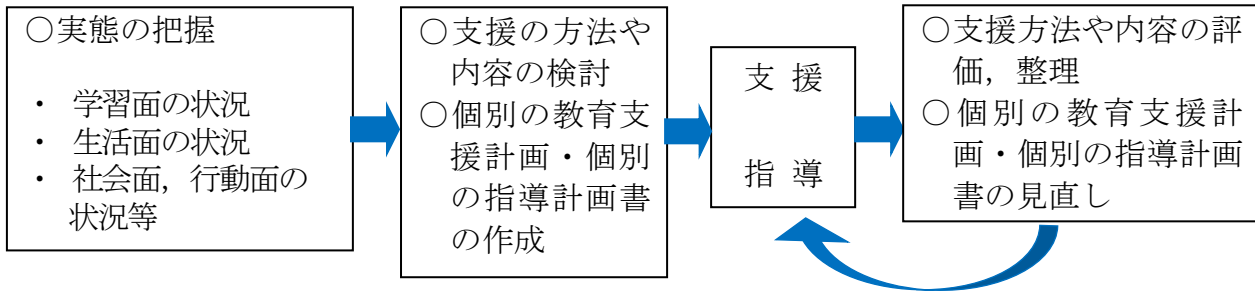 ○実態の把握
・ 学習面の状況
・ 生活面の状況
・ 社会面，行動面の
状況等
○支援の方法や
内容の検討
○個別の教育支
援計画・個別
の指導計画書
の作成
支 援
指 導
○支援方法や内容の評
価，整理
○個別の教育支援計
画・個別の指導計画
書の見直し